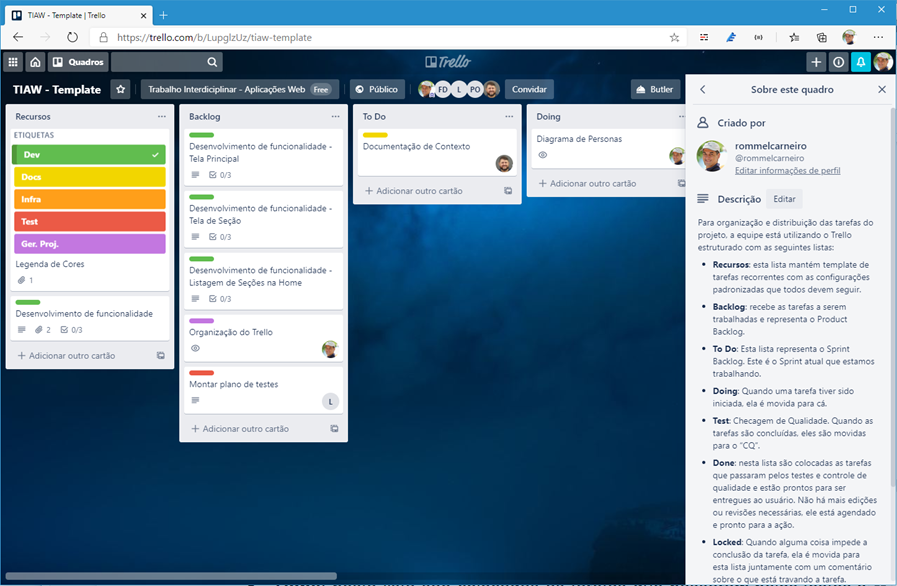 TIAW - Template | Trello
https://trello.com/b/LupgIzUz/tiaw-template
Quadros
Trello
TIAW - Template
Trabalho Interdiciplinar - Aplicações Web Free
Público
FD
L
PO
Convidar
Butler
Recursos
ETIQUETAS
Dev
Docs
Infra
Test
Ger. Proj.
Legenda de Cores
1
Desenvolvimento de funcionalidade
2 0/3
+ Adicionar outro cartão
Backlog
Desenvolvimento de funcionalidade -
Tela Principal
0/3
Desenvolvimento de funcionalidade -
Tela de Seção
0/3
Desenvolvimento de funcionalidade -
Listagem de Seções na Home
0/3
Organização do Trello
Montar plano de testes
L
+ Adicionar outro cartão
To Do
Documentação de Contexto
+ Adicionar outro cartão
Doing
Diagrama de Personas
+ Adicionar outro cartão
Sobre este quadro
Criado por
rommelcarneiro
@rommelcarneiro
Editar informações de perfil
Descrição Editar
Para organização e distribuição das tarefas do
projeto, a equipe está utilizando o Trello
estruturado com as seguintes listas:
• Recursos: esta lista mantém template de
tarefas recorrentes com as configurações
padronizadas que todos devem seguir.
• Backlog: recebe as tarefas a serem
trabalhadas e representa o Product
Backlog.
• To Do: Esta lista representa o Sprint
Backlog. Este é o Sprint atual que estamos
trabalhando.
• Doing: Quando uma tarefa tiver sido
iniciada, ela é movida para cá.
• Test: Checagem de Qualidade. Quando as
tarefas são concluídas, eles são movidas
para o "CQ".
• Done: nesta lista são colocadas as tarefas
que passaram pelos testes e controle de
qualidade e estão prontos para ser
entregues ao usuário. Não há mais edições
ou revisões necessárias, ele está agendado
e pronto para a ação.
• Locked: Quando alguma coisa impede a
conclusão da tarefa, ela é movida para
esta lista juntamente com um comentário
sobre o que está travando a tarefa.